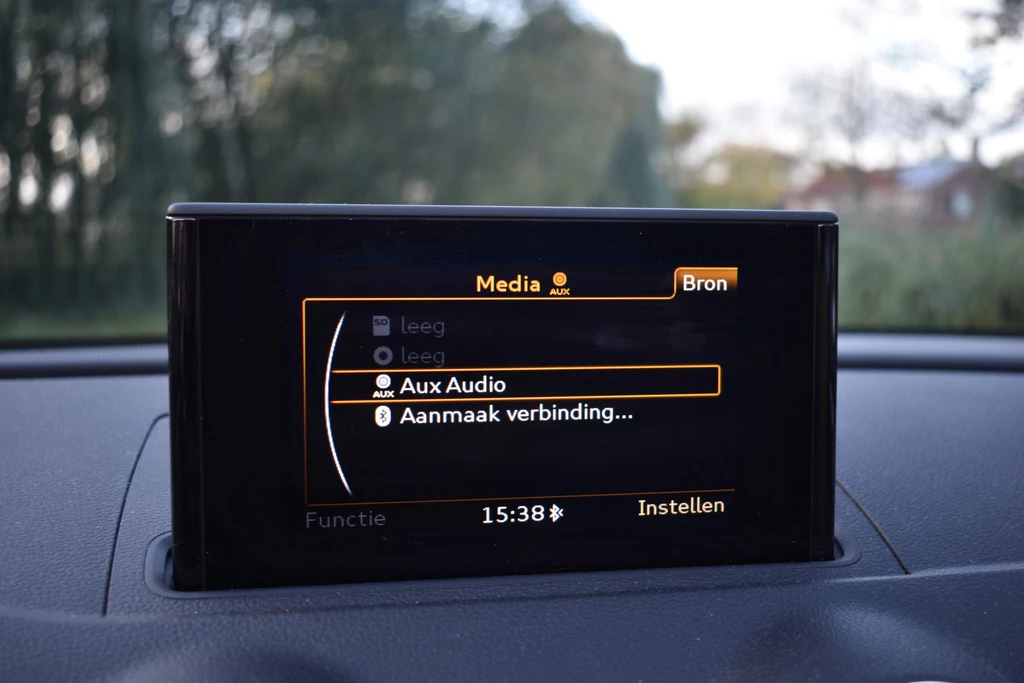 Media AUX Bron
SD leeg
leeg
AUX Aux Audio
Aanmaak verbinding...
Functie 15:38 Instellen